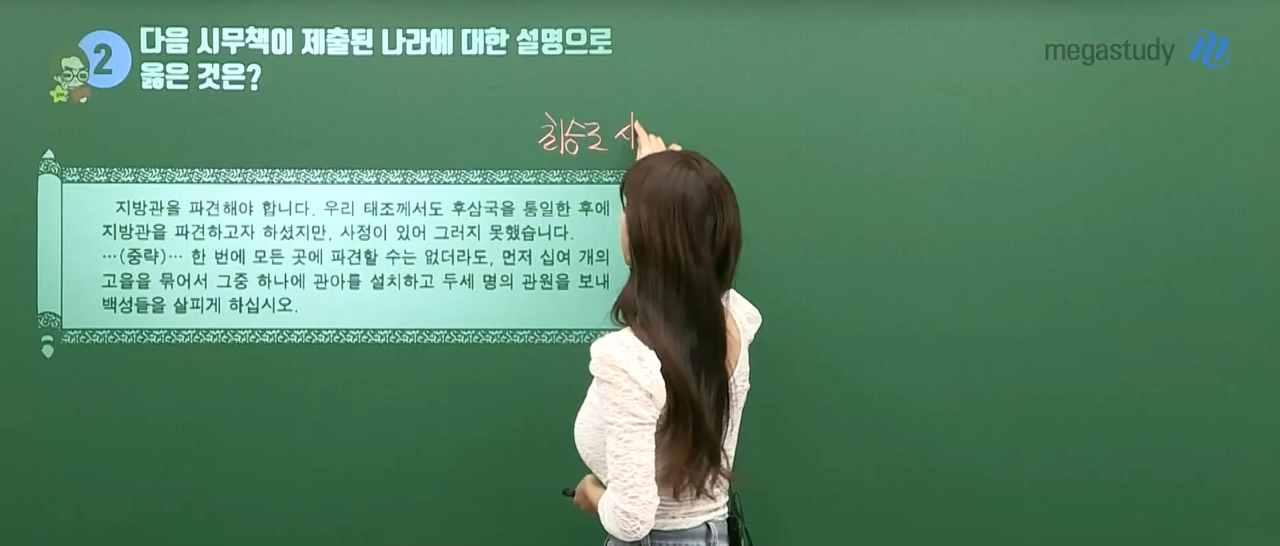 2
다음 시무책이 제출된 나라에 대한 설명으로
옳은 것은?
megastudy
최승로 시
지방관을 파견해야 합니다. 우리 태조께서도 후삼국을 통일한 후에
지방관을 파견하고자 하셨지만, 사정이 있어 그러지 못했습니다.
…(중략)… 한 번에 모든 곳에 파견할 수는 없더라도, 먼저 십여 개의
고을을 묶어서 그중 하나에 관아를 설치하고 두세 명의 관원을 보내
백성들을 살피게 하십시오.